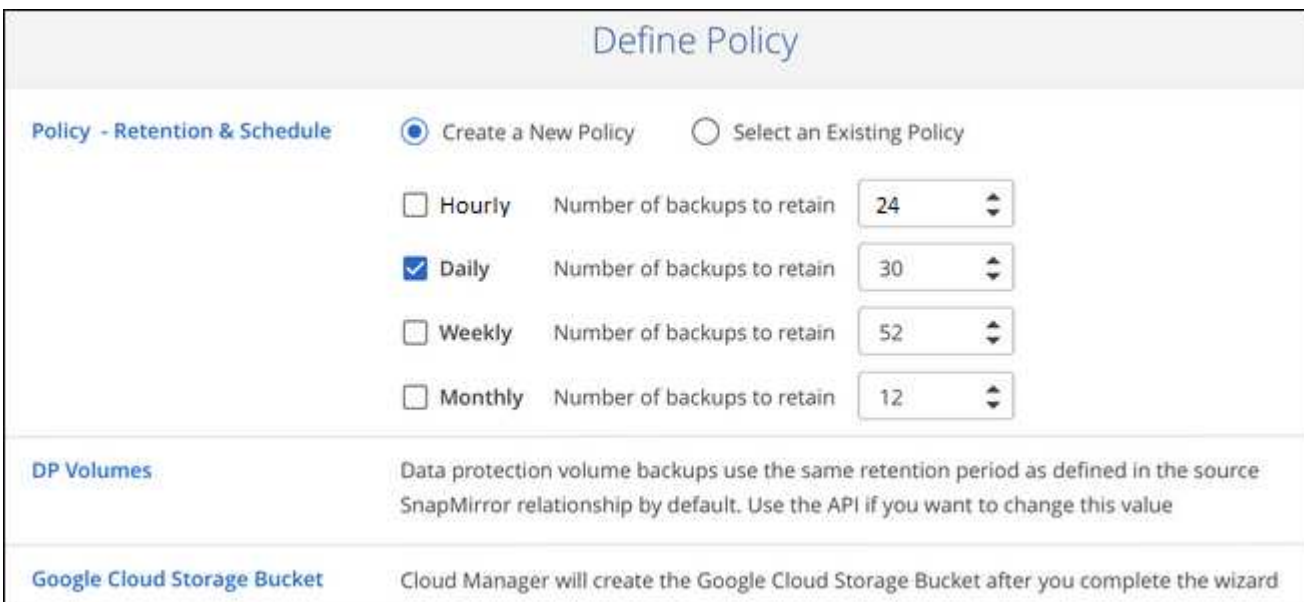 Define Policy
Policy - Retention & Schedule
Create a New Policy
Select an Existing Policy
Hourly Number of backups to retain 24
Daily Number of backups to retain 30
Weekly Number of backups to retain 52
Monthly Number of backups to retain 12
DP Volumes
Data protection volume backups use the same retention period as defined in the source
SnapMirror relationship by default. Use the API if you want to change this value
Google Cloud Storage Bucket
Cloud Manager will create the Google Cloud Storage Bucket after you complete the wizard